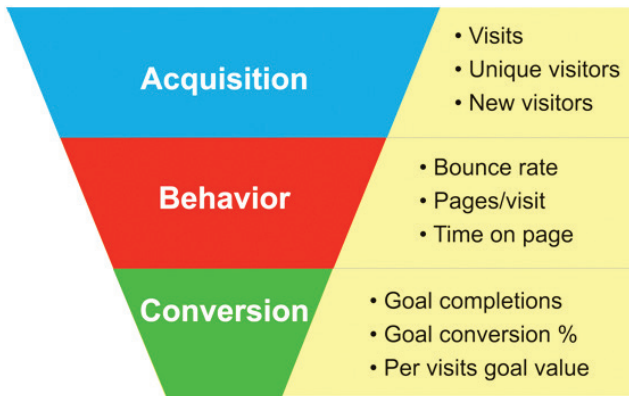 Acquisition
• Visits
• Unique visitors
• New visitors
Behavior
• Bounce rate
• Pages/visit
• Time on page
Conversion
• Goal completions
• Goal conversion %
• Per visits goal value